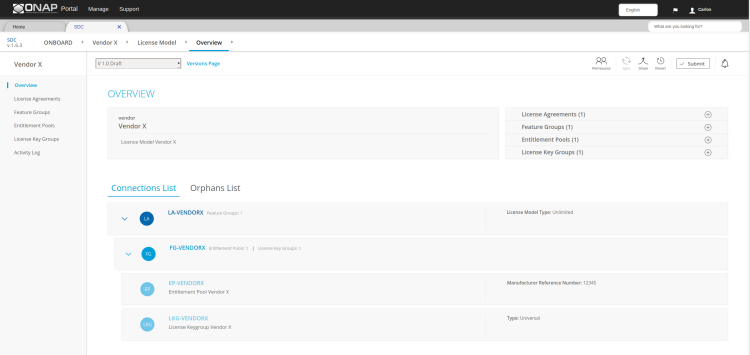 ONAP Portal Manage Support English Carlos
Home SDC × What are you looking for?
SDC
v.1.6.3
ONBOARD Vendor X License Model Overview
Vendor X
V 1.0 Draft Versions Page
Permissions Sync Share Revert Submit
Overview
License Agreements
Feature Groups
Entitlement Pools
License Key Groups
Activity Log
OVERVIEW
vendor
Vendor X
License Model Vendor X
License Agreements (1)
Feature Groups (1)
Entitlement Pools (1)
License Key Groups (1)
Connections List Orphans List
LA LA-VENDORX Feature Groups: 1 License Model Type: Unlimited
FG FG-VENDORX Entitlement Pools: 1 | License Key Groups: 1
EP EP-VENDORX Manufacturer Reference Number: 12345
Entitlement Pool Vendor X
LKG LKG-VENDORX Type: Universal
License Keygroup Vendor X